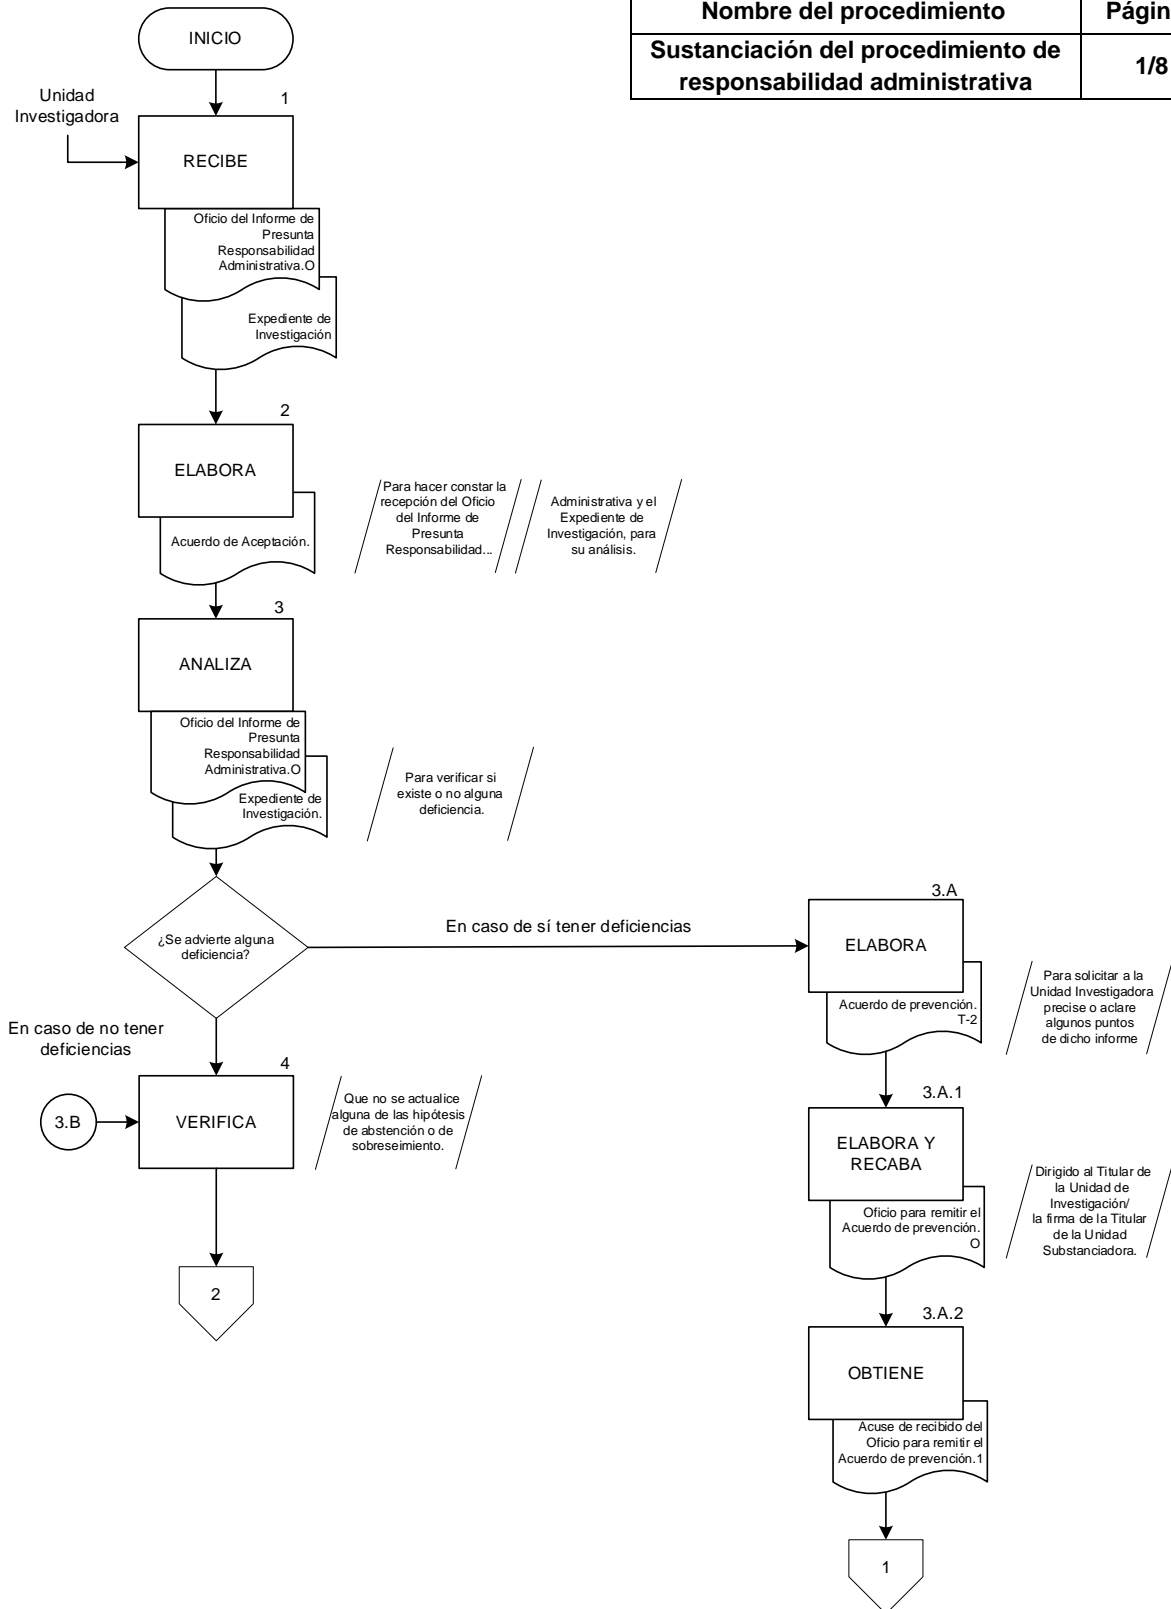 Nombre del procedimiento
Págin
Sustanciación del procedimiento de
responsabilidad administrativa
1/8
INICIO
Unidad
Investigadora
1
RECIBE
Oficio del Informe de
Presunta
Responsabilidad
Administrativa.O
Expediente de
Investigación
2
ELABORA
Acuerdo de Aceptación.
Para hacer constar la
recepción del Oficio
del Informe de
Presunta
Responsabilidad...
Administrativa y el
Expediente de
Investigación, para
su análisis.
3
ANALIZA
Oficio del Informe de
Presunta
Responsabilidad
Administrativa.O
Expediente de
Investigación.
Para verificar si
existe o no alguna
deficiencia.
¿Se advierte alguna
deficiencia?
En caso de sí tener deficiencias
En caso de no tener
deficiencias
3.B
4
VERIFICA
Que no se actualice
alguna de las hipótesis
de abstención o de
sobreseimiento.
2
3.A
ELABORA
Acuerdo de prevención.
T-2
Para solicitar a la
Unidad Investigadora
precise o aclare
algunos puntos
de dicho informe
3.A.1
ELABORA Y
RECABA
Oficio para remitir el
Acuerdo de prevención.
O
Dirigido al Titular de
la Unidad de
Investigación/
la firma de la Titular
de la Unidad
Substanciadora.
3.A.2
OBTIENE
Acuse de recibido del
Oficio para remitir el
Acuerdo de prevención.1
1